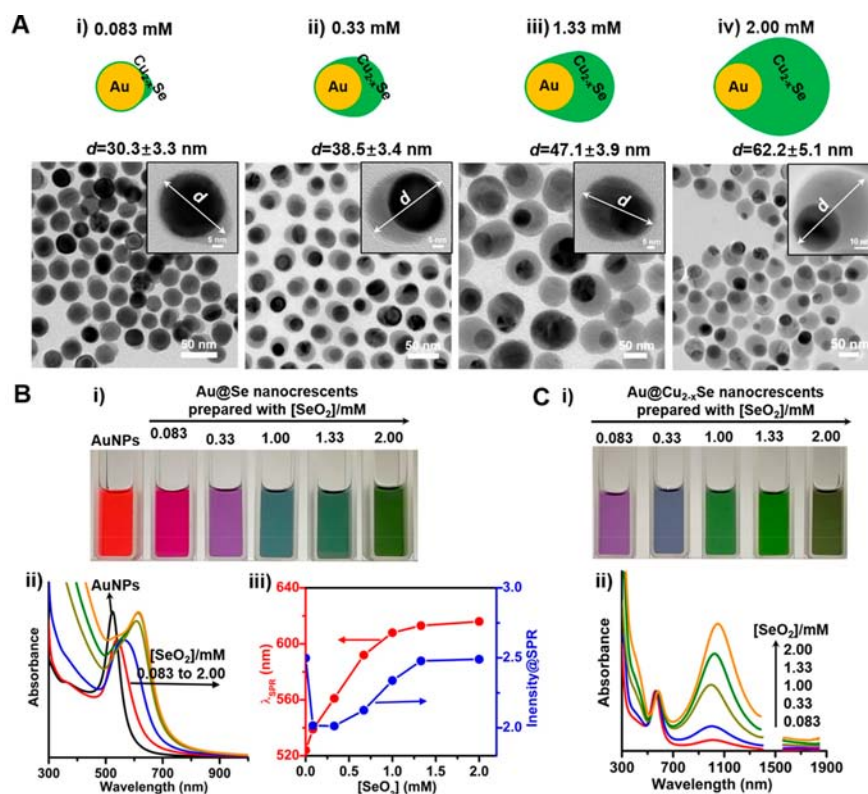 A
i) 0.083 mM
ii) 0.33 mM
iii) 1.33 mM
iv) 2.00 mM
Au
Cu2-xSe
Au
Cu2-xSe
Au
Cu2-xSe
Au
Cu2-xSe
d=30.3±3.3 nm
d=38.5±3.4 nm
d=47.1±3.9 nm
d=62.2±5.1 nm
d
5 nm
50 nm
d
5 nm
50 nm
d
5 nm
50 nm
d
10 nm
50 nm
B
i)
Au@Se nanocrescents
prepared with [SeO2]/mM
AuNPs 0.083 0.33 1.00 1.33 2.00
ii)
AuNPs
[SeO2]/mM
0.083 to 2.00
Absorbance
300 500 700 900
Wavelength (nm)
iii)
640
600
560
520
λSPR
(nm)
3.0
2.5
2.0
Inensity@SPR
0.0 0.5 1.0 1.5 2.0
[SeO2] (mM)
C
i)
Au@Cu2-xSe nanocrescents
prepared with [SeO2]/mM
0.083 0.33 1.00 1.33 2.00
ii)
[SeO2]/mM
2.00
1.33
1.00
0.33
0.083
Absorbance
300 700 1100 1500 1900
Wavelength (nm)